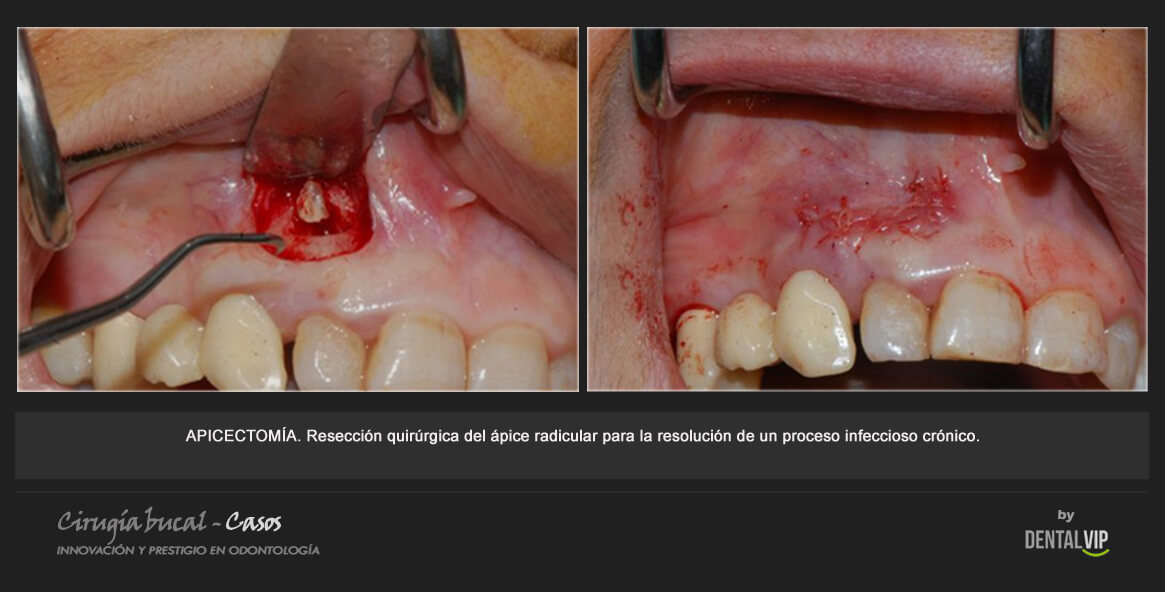 APICECTOMÍA. Resección quirúrgica del ápice radicular para la resolución de un proceso infeccioso crónico.
Cirugía bucal - Casos
INNOVACIÓN Y PRESTIGIO EN ODONTOLOGÍA
by
DENTALVIP